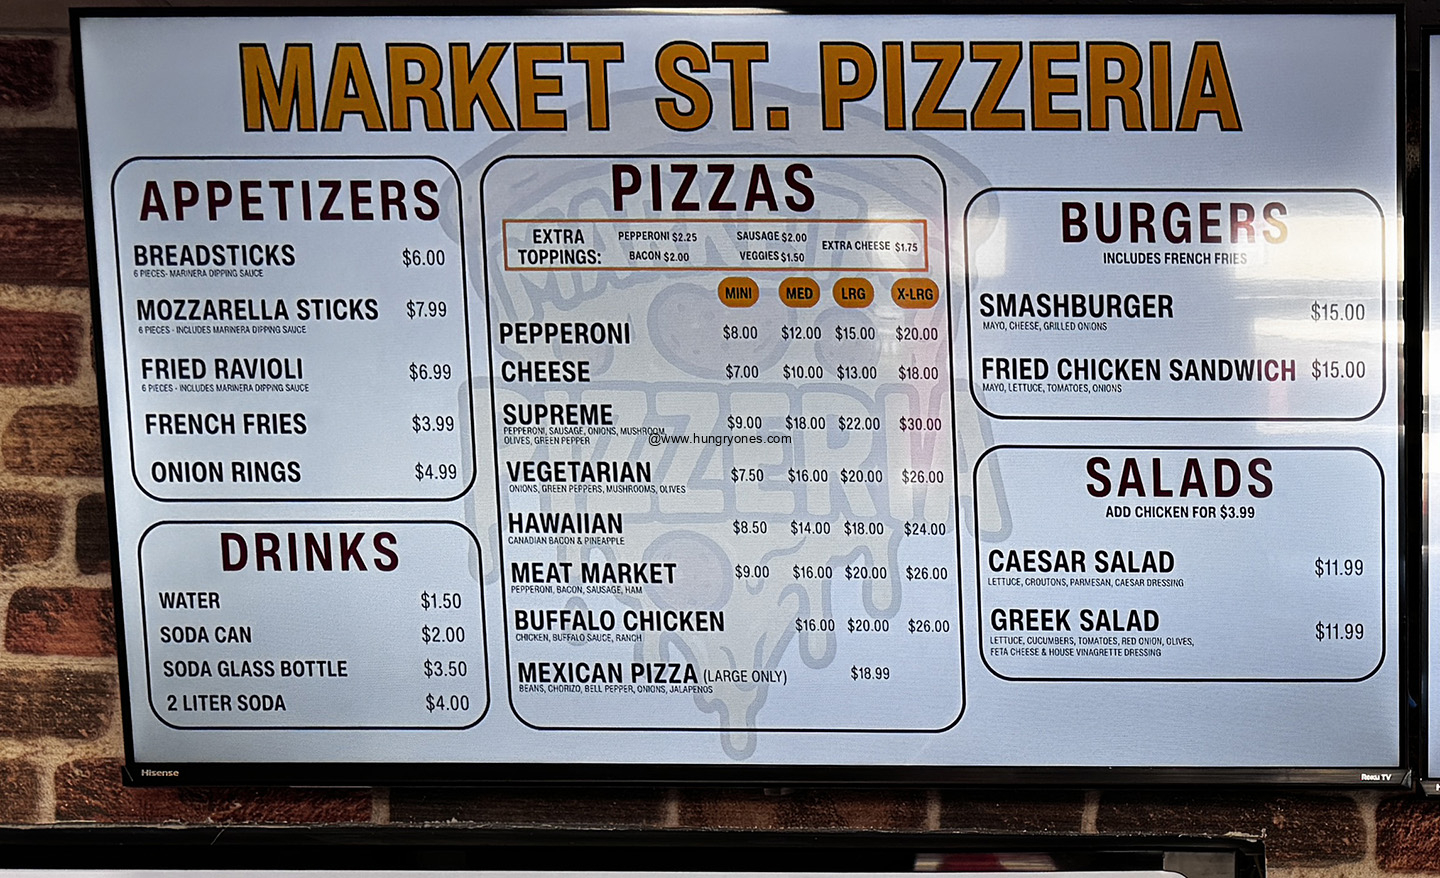 MARKET ST. PIZZERIA
APPETIZERS
BREADSTICKS $6.00
6 PIECES- MARINERA DIPPING SAUCE
MOZZARELLA STICKS $7.99
6 PIECES - INCLUDES MARINERA DIPPING SAUCE
FRIED RAVIOLI $6.99
6 PIECES - INCLUDES MARINERA DIPPING SAUCE
FRENCH FRIES $3.99
ONION RINGS $4.99
DRINKS
WATER $1.50
SODA CAN $2.00
SODA GLASS BOTTLE $3.50
2 LITER SODA $4.00
PIZZAS
EXTRA TOPPINGS:
PEPPERONI $2.25 SAUSAGE $2.00 EXTRA CHEESE $1.75
BACON $2.00 VEGGIES $1.50
MINI MED LRG X-LRG
PEPPERONI $8.00 $12.00 $15.00 $20.00
CHEESE $7.00 $10.00 $13.00 $18.00
SUPREME $9.00 $18.00 $22.00 $30.00
PEPPERONI, SAUSAGE, ONIONS, MUSHROOM,
OLIVES, GREEN PEPPER
@www.hungryones.com
VEGETARIAN $7.50 $16.00 $20.00 $26.00
ONIONS, GREEN PEPPERS, MUSHROOMS, OLIVES
HAWAIIAN $8.50 $14.00 $18.00 $24.00
CANADIAN BACON & PINEAPPLE
MEAT MARKET $9.00 $16.00 $20.00 $26.00
PEPPERONI, BACON, SAUSAGE, HAM
BUFFALO CHICKEN $16.00 $20.00 $26.00
CHICKEN, BUFFALO SAUCE, RANCH
MEXICAN PIZZA (LARGE ONLY) $18.99
BEANS, CHORIZO, BELL PEPPER, ONIONS, JALAPENOS
MARKET
PIZZERIA
BURGERS
INCLUDES FRENCH FRIES
SMASHBURGER $15.00
MAYO, CHEESE, GRILLED ONIONS
FRIED CHICKEN SANDWICH $15.00
MAYO, LETTUCE, TOMATOES, ONIONS
SALADS
ADD CHICKEN FOR $3.99
CAESAR SALAD $11.99
LETTUCE, CROUTONS, PARMESAN, CAESAR DRESSING
GREEK SALAD $11.99
LETTUCE, CUCUMBERS, TOMATOES, RED ONION, OLIVES,
FETA CHEESE & HOUSE VINAGRETTE DRESSING
Hisense
Roku TV